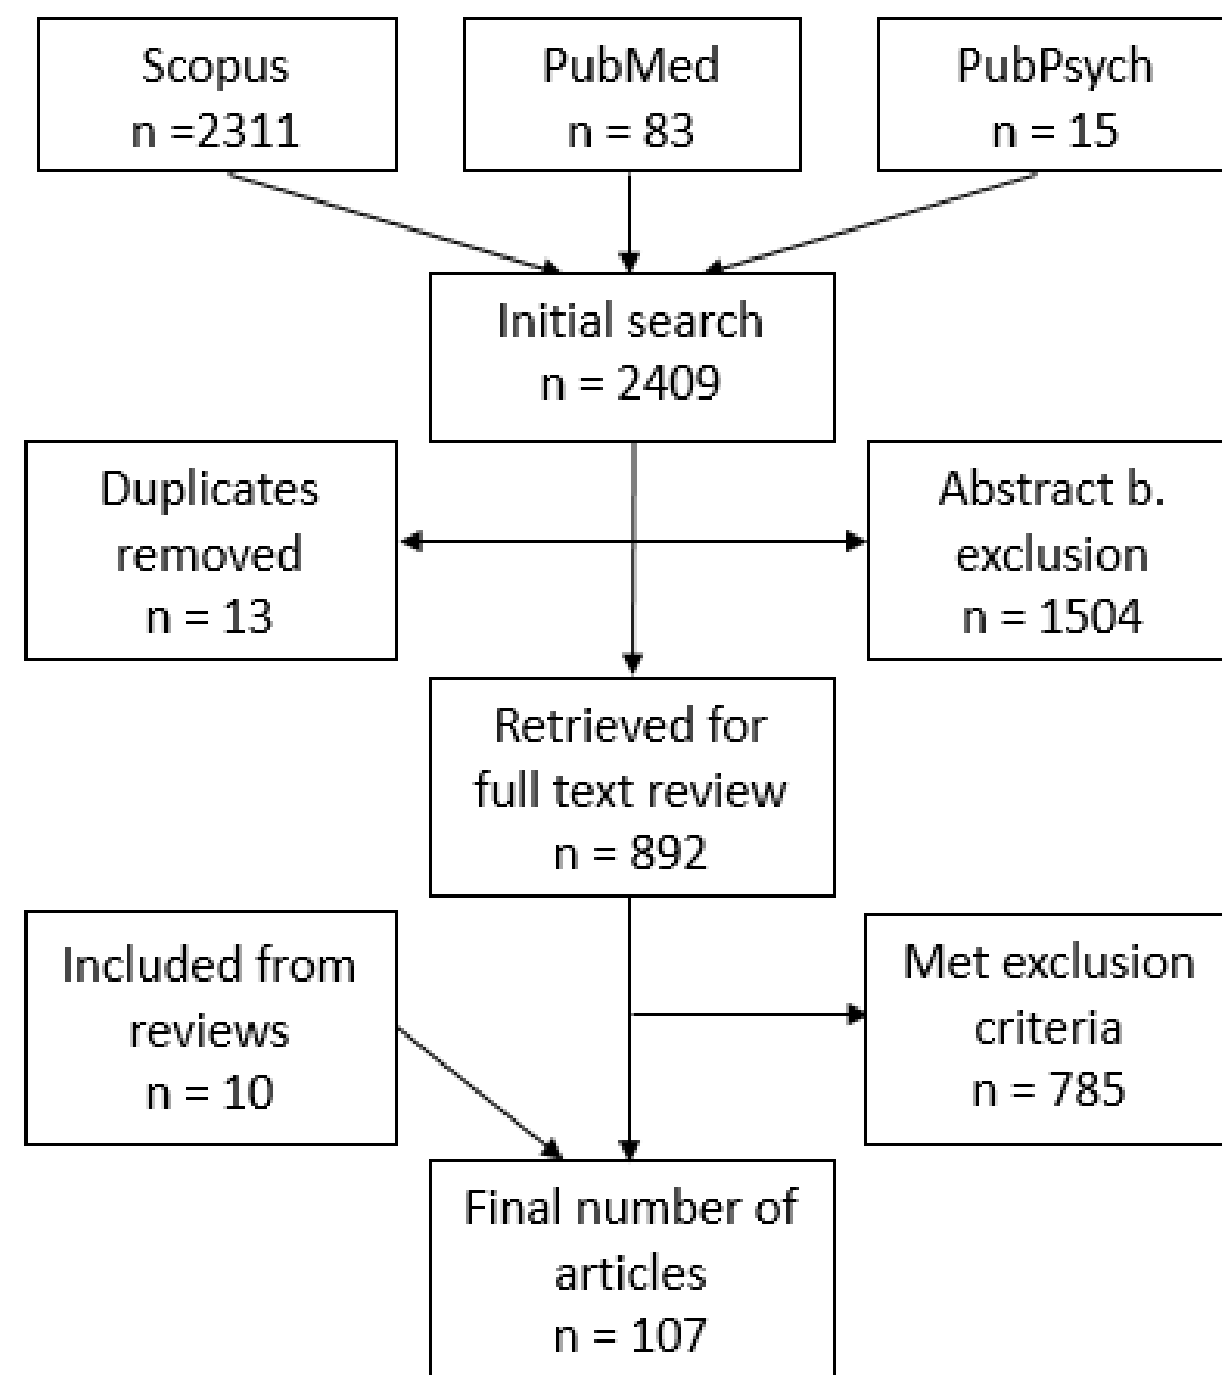 Scopus
n =2311
PubMed
n = 83
PubPsych
n = 15
Initial search
n = 2409
Duplicates
removed
n = 13
Abstract b.
exclusion
n = 1504
Retrieved for
full text review
n = 892
Included from
reviews
n = 10
Met exclusion
criteria
n = 785
Final number of
articles
n = 107